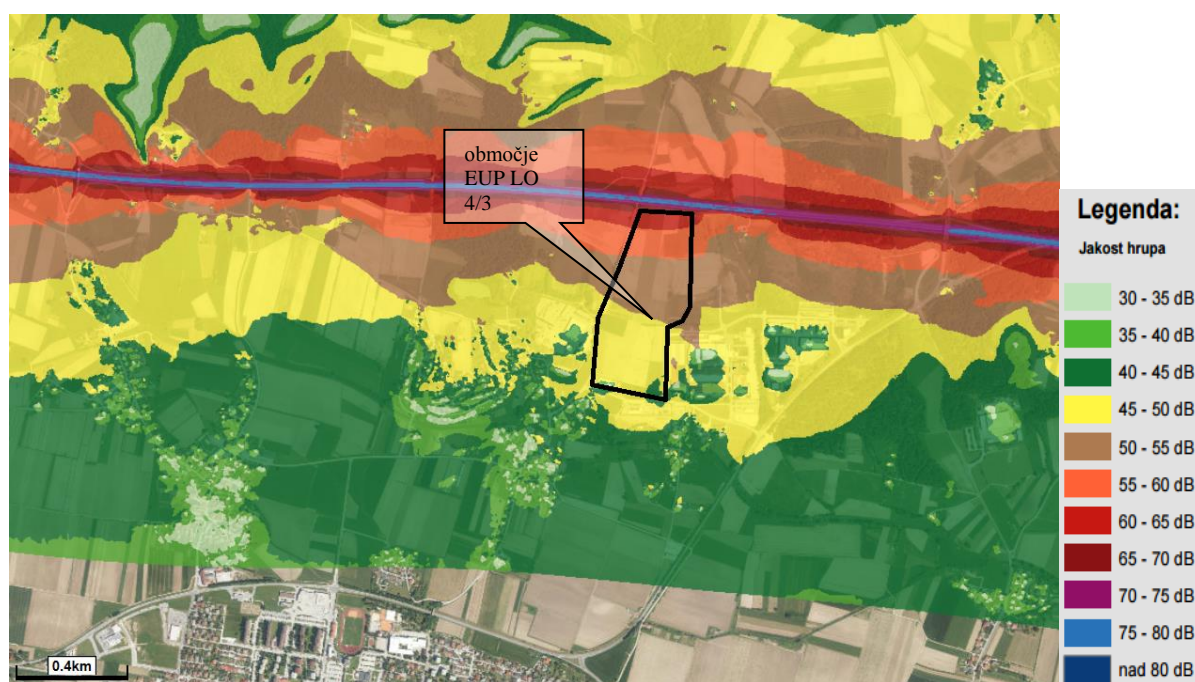 območje
EUP LO
4/3
0.4km
Legenda:
Jakost hrupa
30 - 35 dB
35 - 40 dB
40 - 45 dB
45 - 50 dB
50 - 55 dB
55 - 60 dB
60 - 65 dB
65 - 70 dB
70 - 75 dB
75 - 80 dB
nad 80 dB